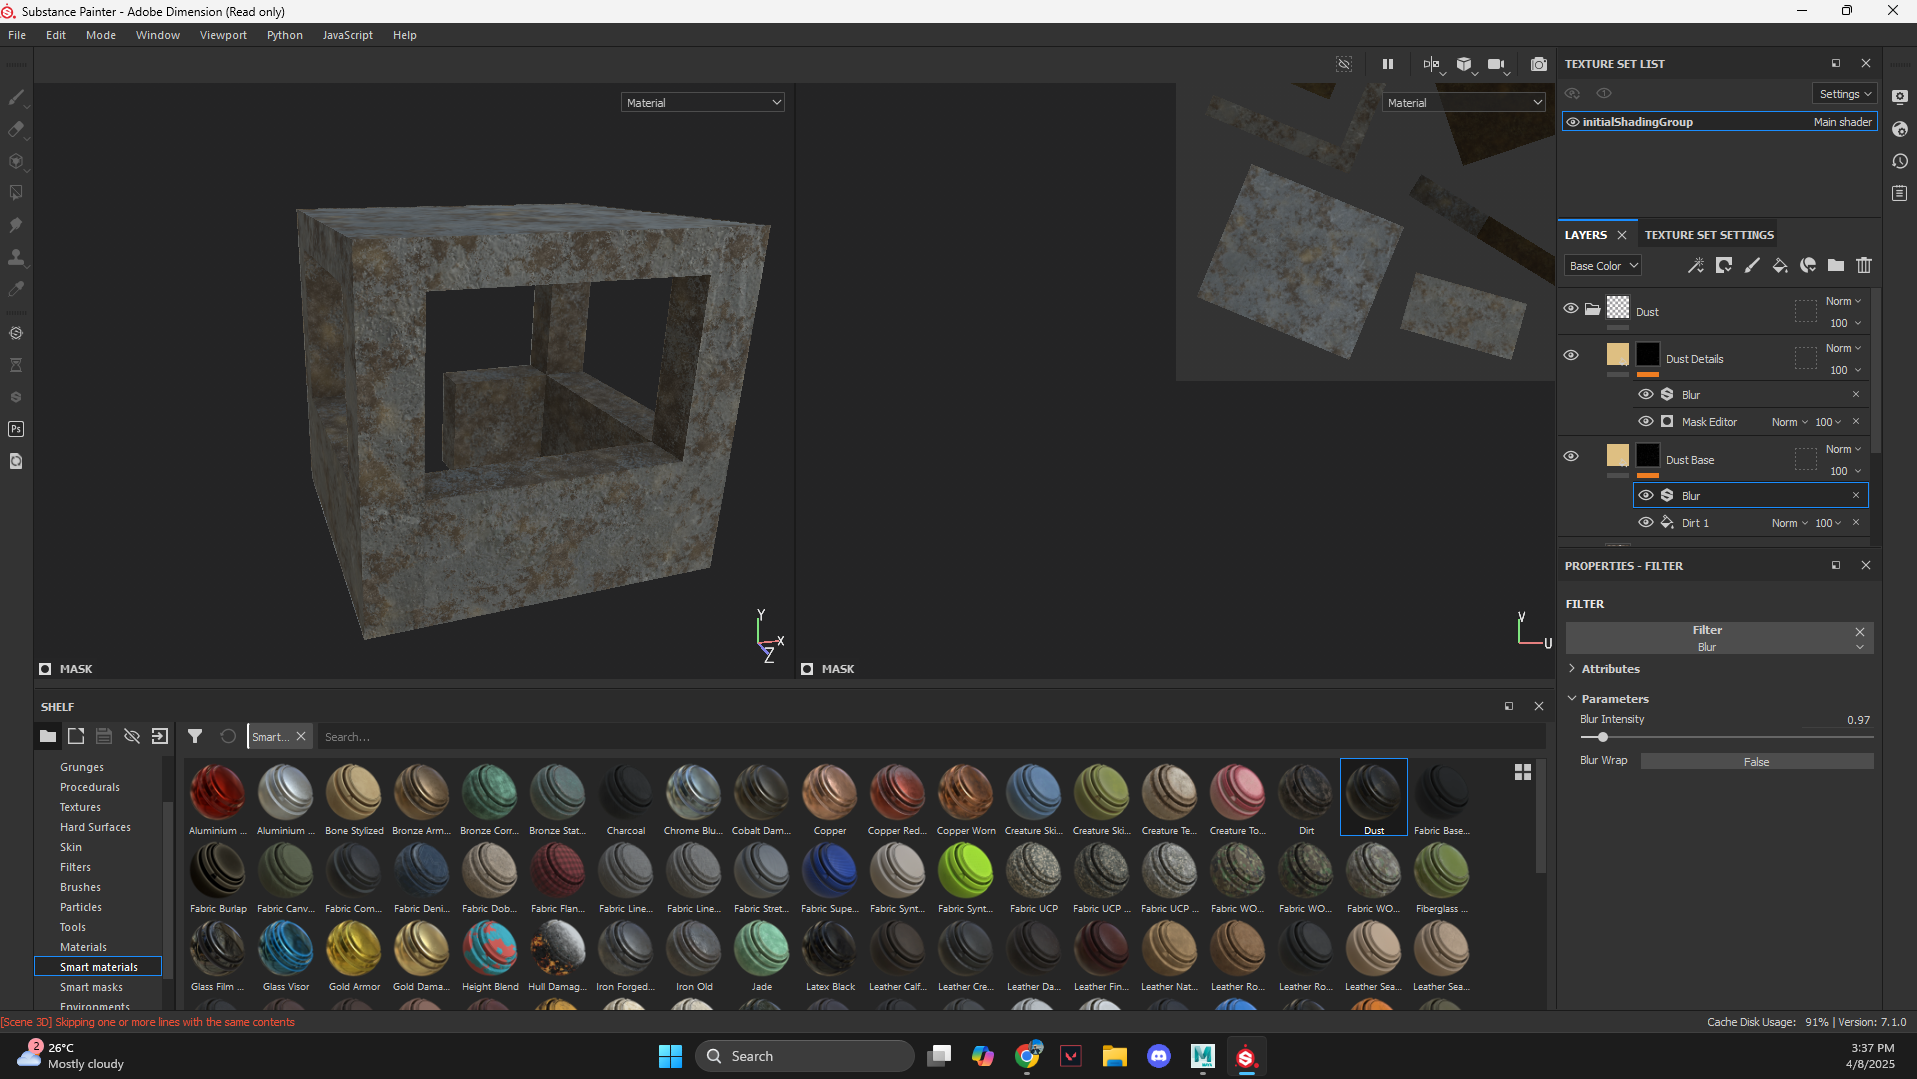 Substance Painter - Adobe Dimension (Read only)
File Edit Mode Window Viewport Python JavaScript Help
Material
Material
MASK
MASK
Y
X
Z
V
U
TEXTURE SET LIST
Settings
initialShadingGroup Main shader
LAYERS TEXTURE SET SETTINGS
Base Color
Dust Norm 100
Dust Details Norm 100
Blur
Mask Editor Norm 100
Dust Base Norm 100
Blur
Dirt 1 Norm 100
PROPERTIES - FILTER
FILTER
Filter
Blur
Attributes
Parameters
Blur Intensity 0.97
Blur Wrap False
SHELF
Smart... Search...
Grunges
Procedurals
Textures
Hard Surfaces
Skin
Filters
Brushes
Particles
Tools
Materials
Smart materials
Smart masks
Environments
Aluminium ... Aluminium ... Bone Stylized Bronze Arm... Bronze Corr... Bronze Stat... Charcoal Chrome Blu... Cobalt Dam... Copper Copper Red... Copper Worn Creature Ski... Creature Ski... Creature Te... Creature To... Dirt Dust Fabric Base...
Fabric Burlap Fabric Canv... Fabric Com... Fabric Deni... Fabric Dob... Fabric Flan... Fabric Line... Fabric Line... Fabric Stret... Fabric Supe... Fabric Synt... Fabric Synt... Fabric UCP Fabric UCP ... Fabric UCP ... Fabric WO... Fabric WO... Fabric WO... Fiberglass ...
Glass Film ... Glass Visor Gold Armor Gold Dama... Height Blend Hull Damag... Iron Forged... Iron Old Jade Latex Black Leather Calf... Leather Cre... Leather Da... Leather Fin... Leather Nat... Leather Ro... Leather Ro... Leather Sea... Leather Sea...
[Scene 3D] Skipping one or more lines with the same contents
Cache Disk Usage: 91% | Version: 7.1.0
2
26°C
Mostly cloudy
Search
3:37 PM
4/8/2025
Ps